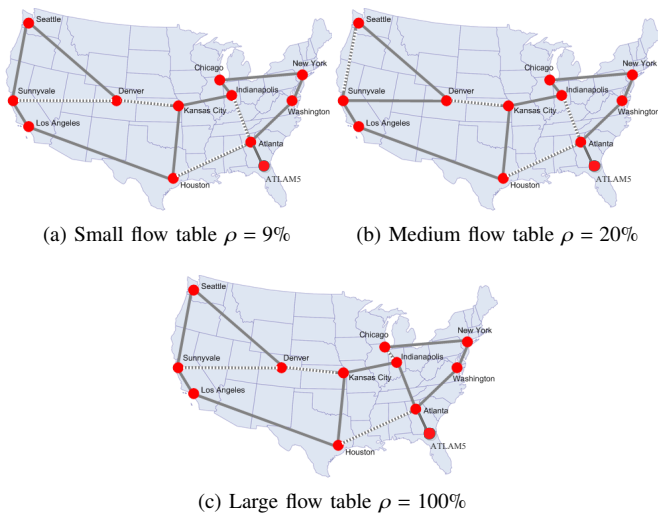 Seattle
New York
Chicago
Sunnyvale
Denver
Indianapolis
Kansas City
Washington
Los Angeles
Atlanta
Houston
ATLAM5
(a) Small flow table ρ = 9%
Seattle
New York
Chicago
Sunnyvale
Denver
Indianapolis
Kansas City
Washington
Los Angeles
Atlanta
Houston
ATLAM5
(b) Medium flow table ρ = 20%
Seattle
New York
Chicago
Sunnyvale
Denver
Indianapolis
Kansas City
Washington
Los Angeles
Atlanta
Houston
ATLAM5
(c) Large flow table ρ = 100%